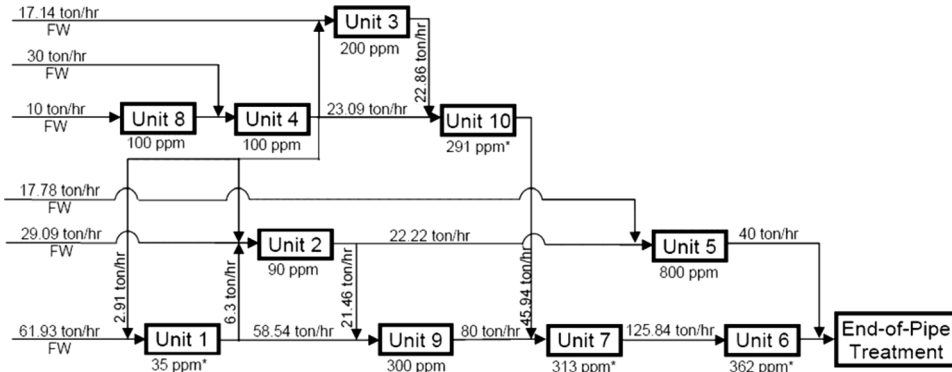 17.14 ton/hr
FW
Unit 3
200 ppm
22.86 ton/hr
30 ton/hr
FW
10 ton/hr
FW
Unit 8
100 ppm
Unit 4
100 ppm
23.09 ton/hr
Unit 10
291 ppm*
17.78 ton/hr
FW
29.09 ton/hr
FW
Unit 2
90 ppm
22.22 ton/hr
Unit 5
800 ppm
40 ton/hr
2.91 ton/hr
6.3 ton/hr
21.46 ton/hr
45.94 ton/hr
61.93 ton/hr
FW
Unit 1
35 ppm*
58.54 ton/hr
Unit 9
300 ppm
80 ton/hr
Unit 7
313 ppm*
125.84 ton/hr
Unit 6
362 ppm*
End-of-Pipe
Treatment